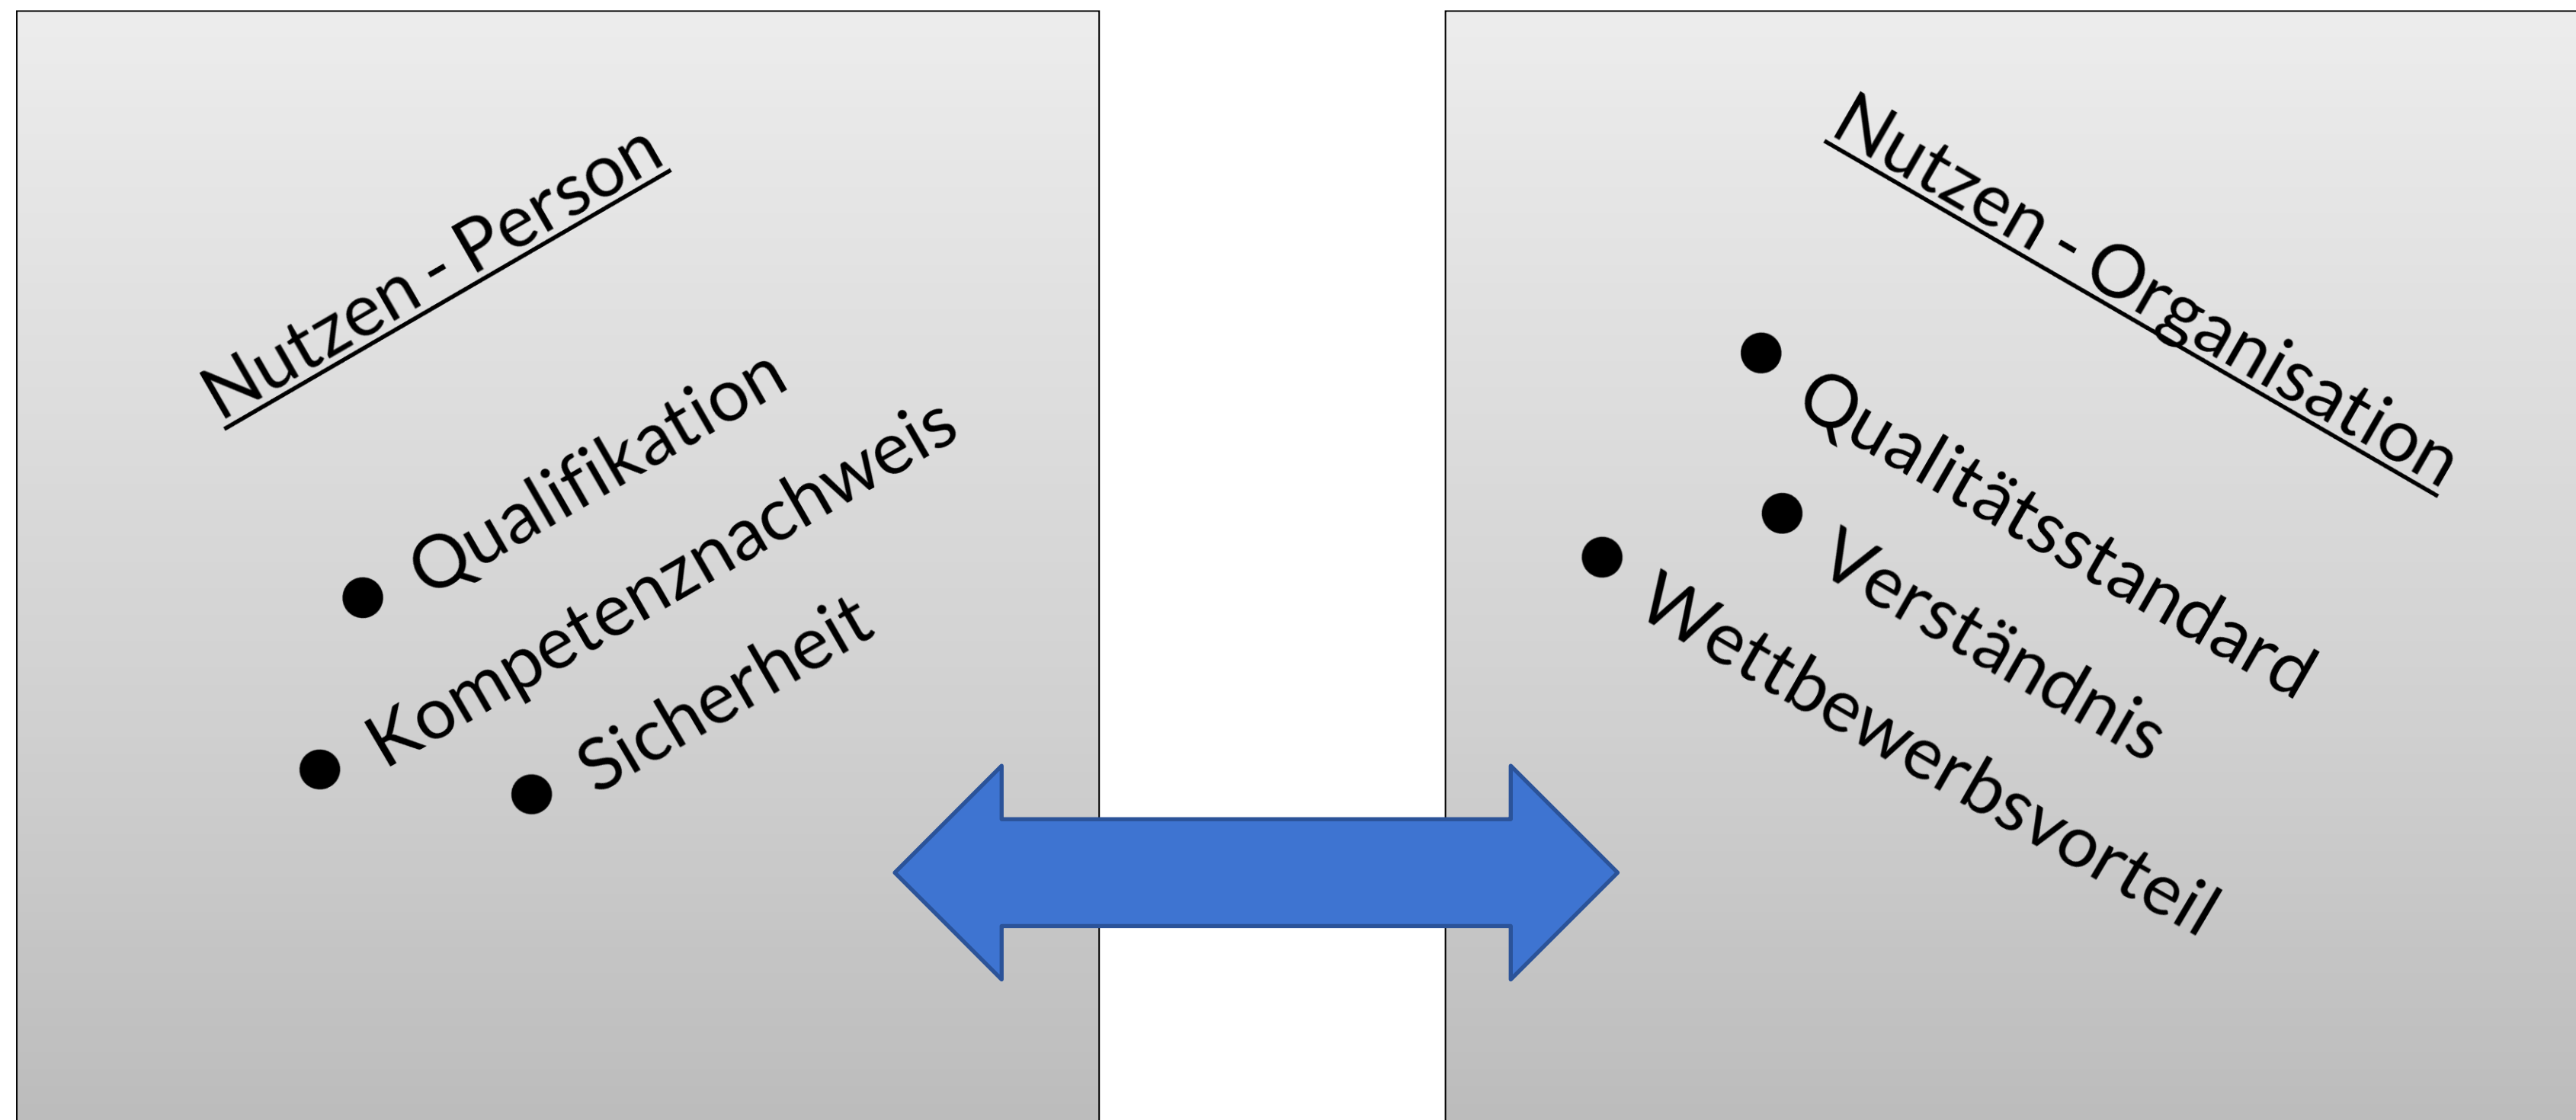 Nutzen - Person
● Qualifikation
● Kompetenznachweis
● Sicherheit
Nutzen - Organisation
● Qualitätsstandard
● Verständnis
● Wettbewerbsvorteil